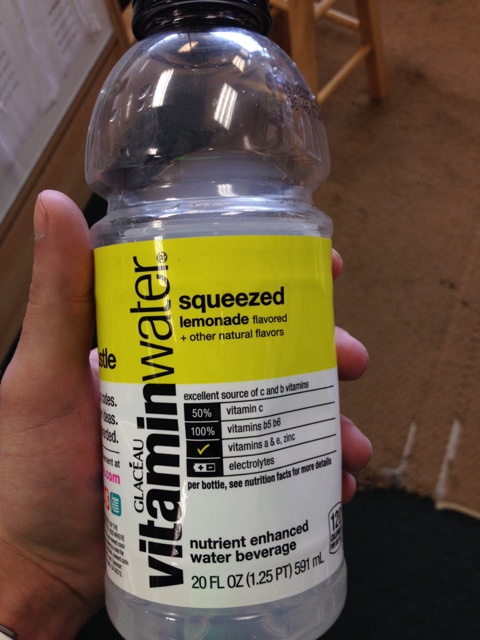 GLACÉAU
vitaminwater®
squeezed
lemonade flavored
+ other natural flavors
excellent source of c and b vitamins
50% vitamin c
100% vitamins b5 b6
✓ vitamins a & e, zinc
+ - electrolytes
per bottle, see nutrition facts for more details
nutrient enhanced
water beverage
20 FL OZ (1.25 PT) 591 mL
.com